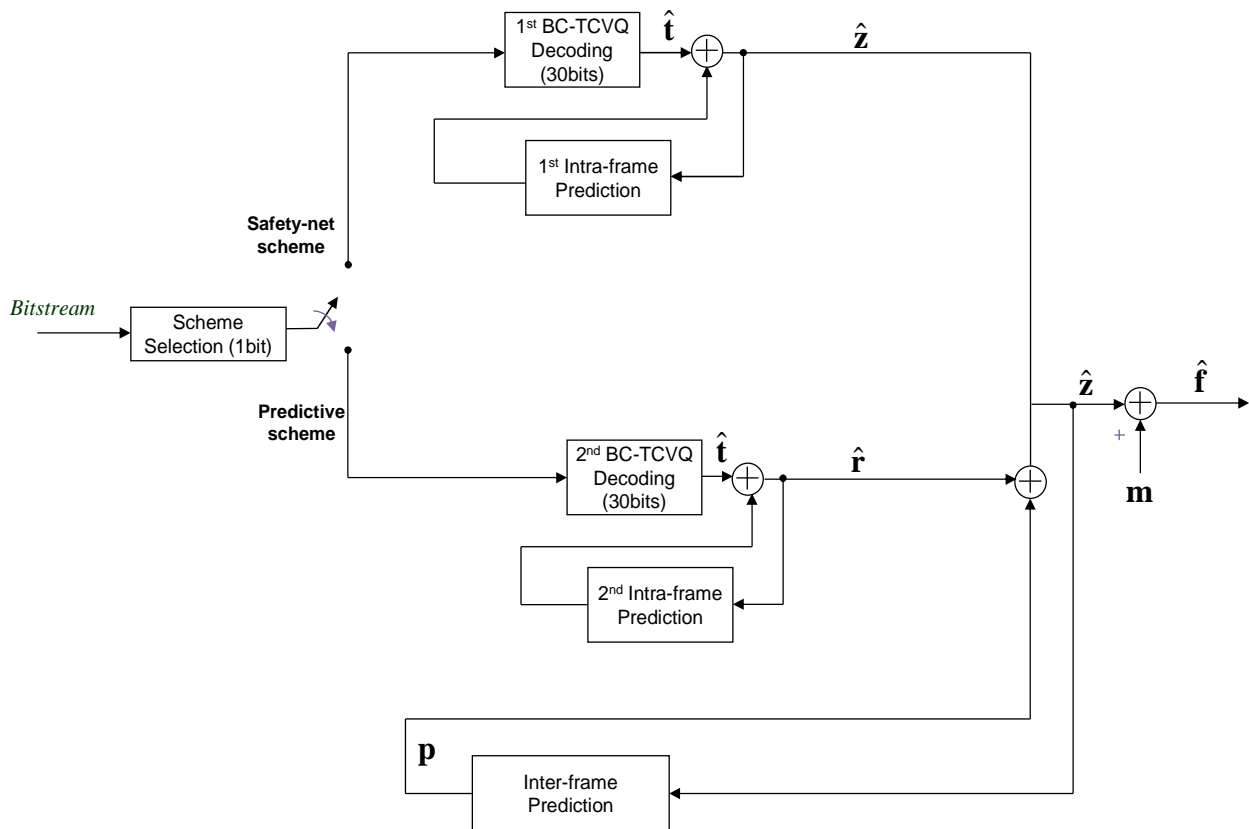 1st BC-TCVQ
Decoding
(30bits)
t̂
ẑ
1st Intra-frame
Prediction
Safety-net
scheme
Bitstream
Scheme
Selection (1bit)
Predictive
scheme
2nd BC-TCVQ
Decoding
(30bits)
t̂
r̂
ẑ
f̂
+
m
2nd Intra-frame
Prediction
p
Inter-frame
Prediction